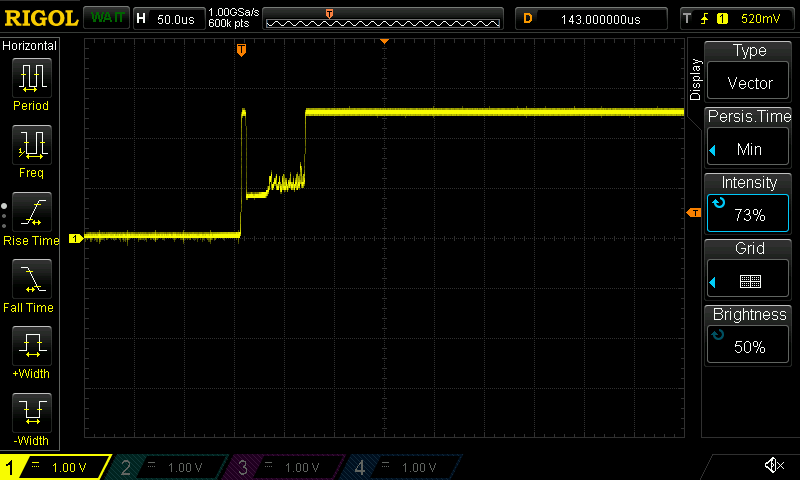 RIGOL WAIT H 50.0us 1.00GSa/s 600k pts T D 143.000000us T 1 520mV
Horizontal
Period
Freq
Rise Time
Fall Time
+Width
-Width
T
1
T
Display
Type
Vector
Persis.Time
Min
Intensity
73%
Grid
Brightness
50%
1 1.00 V 2 1.00 V 3 1.00 V 4 1.00 V